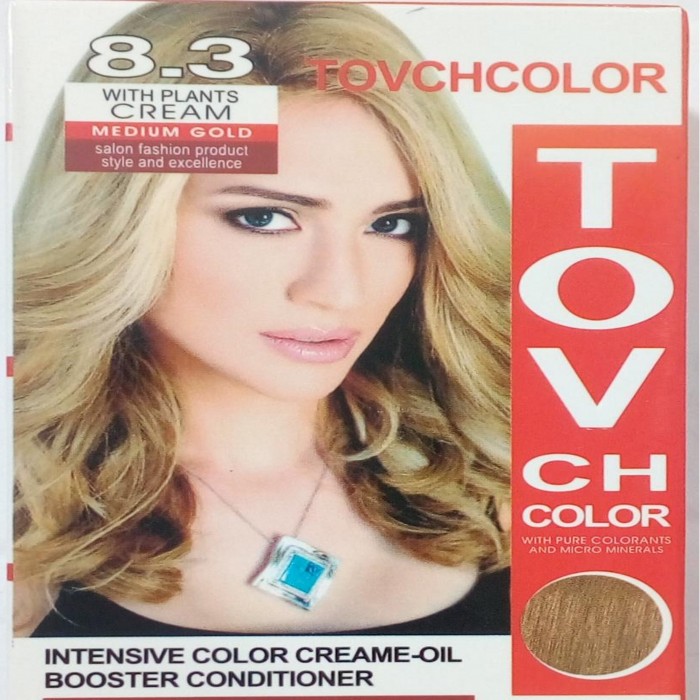 8.3
WITH PLANTS
CREAM
MEDIUM GOLD
salon fashion product
style and excellence
TOVCHCOLOR
T
O
V
CH
COLOR
WITH PURE COLORANTS
AND MICRO MINERALS
INTENSIVE COLOR CREAME-OIL
BOOSTER CONDITIONER